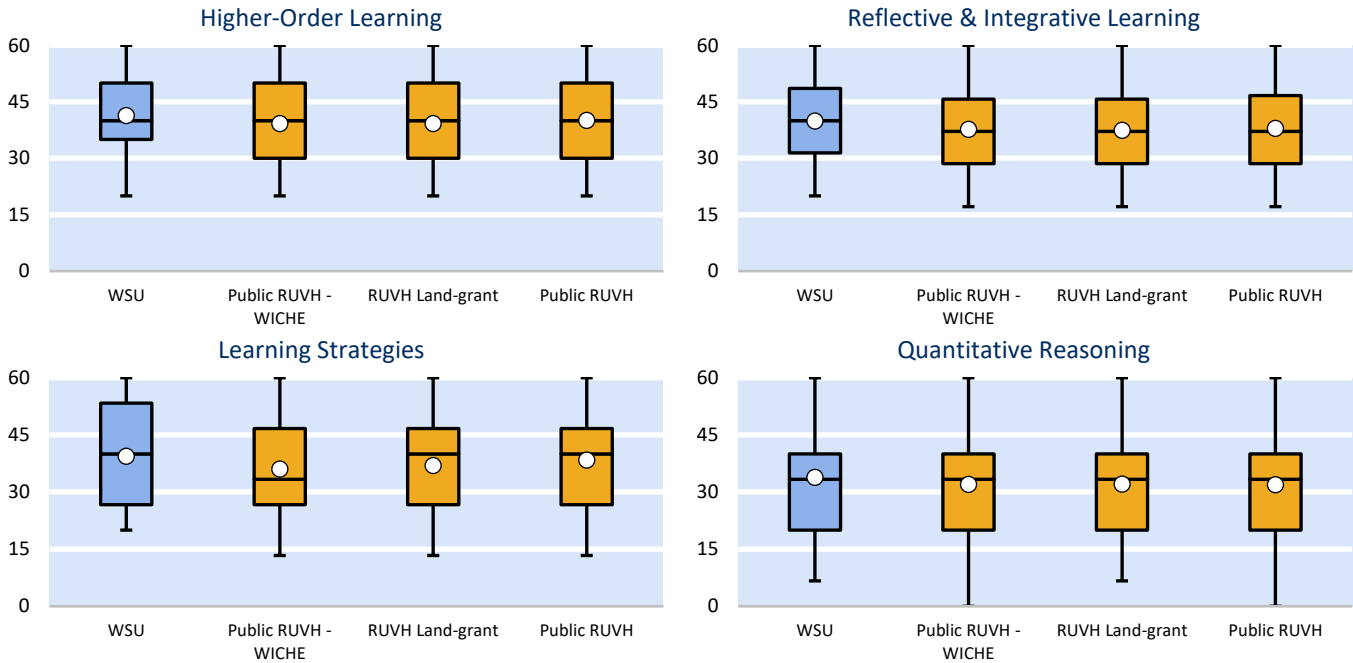 Higher-Order Learning
60
45
30
15
0
WSU
Public RUVH -
WICHE
RUVH Land-grant
Public RUVH
Reflective & Integrative Learning
60
45
30
15
0
WSU
Public RUVH -
WICHE
RUVH Land-grant
Public RUVH
Learning Strategies
60
45
30
15
0
WSU
Public RUVH -
WICHE
RUVH Land-grant
Public RUVH
Quantitative Reasoning
60
45
30
15
0
WSU
Public RUVH -
WICHE
RUVH Land-grant
Public RUVH